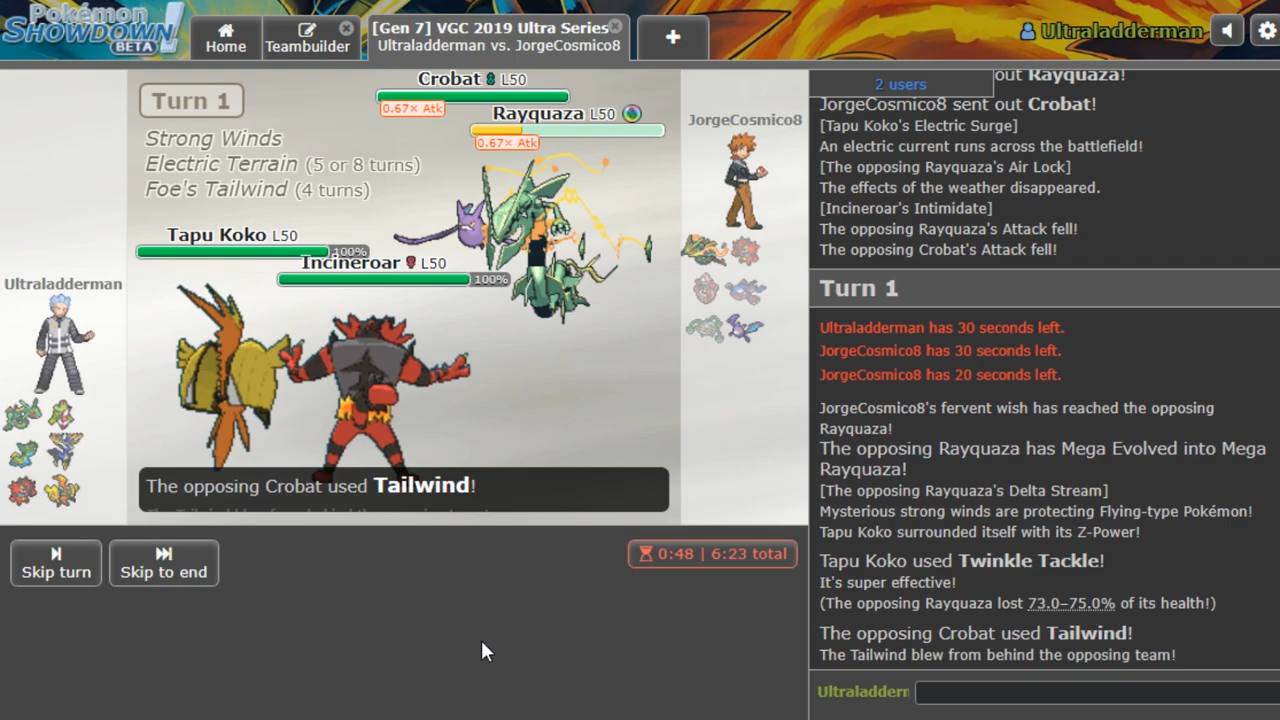 Pokémon
SHOWDOWN!
BETA
Home
Teambuilder
[Gen 7] VGC 2019 Ultra Series
Ultraladderman vs. JorgeCosmico8
+
Ultraladderman
Turn 1
Strong Winds
Electric Terrain (5 or 8 turns)
Foe's Tailwind (4 turns)
Crobat L50
0.67× Atk
Rayquaza L50
0.67× Atk
Tapu Koko L50
100%
Incineroar L50
100%
Ultraladderman
JorgeCosmico8
The opposing Crobat used Tailwind!
Skip turn
Skip to end
0:48 | 6:23 total
2 users
out Rayquaza!
JorgeCosmico8 sent out Crobat!
[Tapu Koko's Electric Surge]
An electric current runs across the battlefield!
[The opposing Rayquaza's Air Lock]
The effects of the weather disappeared.
[Incineroar's Intimidate]
The opposing Rayquaza's Attack fell!
The opposing Crobat's Attack fell!
Turn 1
Ultraladderman has 30 seconds left.
JorgeCosmico8 has 30 seconds left.
JorgeCosmico8 has 20 seconds left.
JorgeCosmico8's fervent wish has reached the opposing
Rayquaza!
The opposing Rayquaza has Mega Evolved into Mega
Rayquaza!
[The opposing Rayquaza's Delta Stream]
Mysterious strong winds are protecting Flying-type Pokémon!
Tapu Koko surrounded itself with its Z-Power!
Tapu Koko used Twinkle Tackle!
It's super effective!
(The opposing Rayquaza lost 73.0–75.0% of its health!)
The opposing Crobat used Tailwind!
The Tailwind blew from behind the opposing team!
Ultraladderm